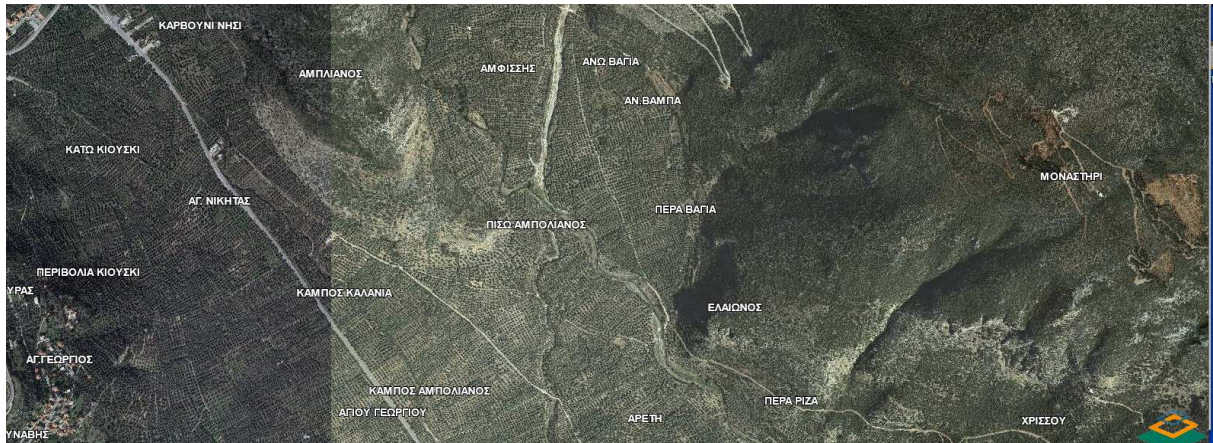 ΚΑΡΒΟΥΝΙ ΝΗΣΙ
ΑΜΠΛΙΑΝΟΣ
ΑΜΦΙΣΣΗΣ
ΑΝΩ ΒΑΓΙΑ
ΑΝ.ΒΑΜΠΑ
ΚΑΤΩ ΚΙΟΥΣΚΙ
ΜΟΝΑΣΤΗΡΙ
ΑΓ. ΝΙΚΗΤΑΣ
ΠΕΡΑ ΒΑΓΙΑ
ΠΙΣΩ ΑΜΠΟΛΙΑΝΟΣ
ΠΕΡΙΒΟΛΙΑ ΚΙΟΥΣΚΙ
ΥΡΑΣ
ΚΑΜΠΟΣ ΚΑΛΑΝΙΑ
ΕΛΑΙΩΝΟΣ
ΑΓ.ΓΕΩΡΓΙΟΣ
ΚΑΜΠΟΣ ΑΜΠΟΛΙΑΝΟΣ
ΠΕΡΑ ΡΙΖΑ
ΑΓΙΟΥ ΓΕΩΡΓΙΟΥ
ΑΡΕΤΗ
ΧΡΙΣΣΟΥ
ΥΝΑΒΗΣ